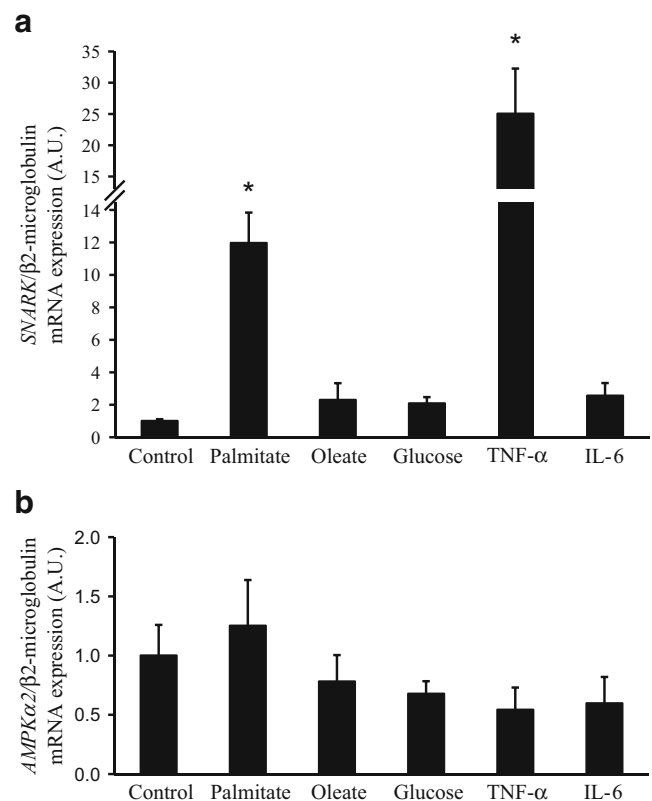 a
SNARK/β2-microglobulin
mRNA expression (A.U.)
35
30
25
20
15
14
12
10
8
6
4
2
0
*
*
Control Palmitate Oleate Glucose TNF-α IL-6
b
AMPKα2/β2-microglobulin
mRNA expression (A.U.)
2.0
1.5
1.0
0.5
0.0
Control Palmitate Oleate Glucose TNF-α IL-6